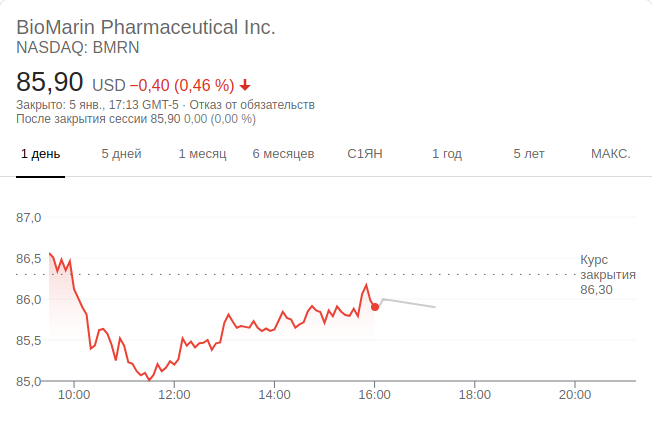 BioMarin Pharmaceutical Inc.
NASDAQ: BMRN
85,90 USD −0,40 (0,46 %)
Закрыто: 5 янв., 17:13 GMT-5 · Отказ от обязательств
После закрытия сессии 85,90 0,00 (0,00 %)
1 день 5 дней 1 месяц 6 месяцев С1ЯН 1 год 5 лет МАКС.
87,0
86,5
Курс
закрытия
86,30
86,0
85,5
85,0
10:00 12:00 14:00 16:00 18:00 20:00